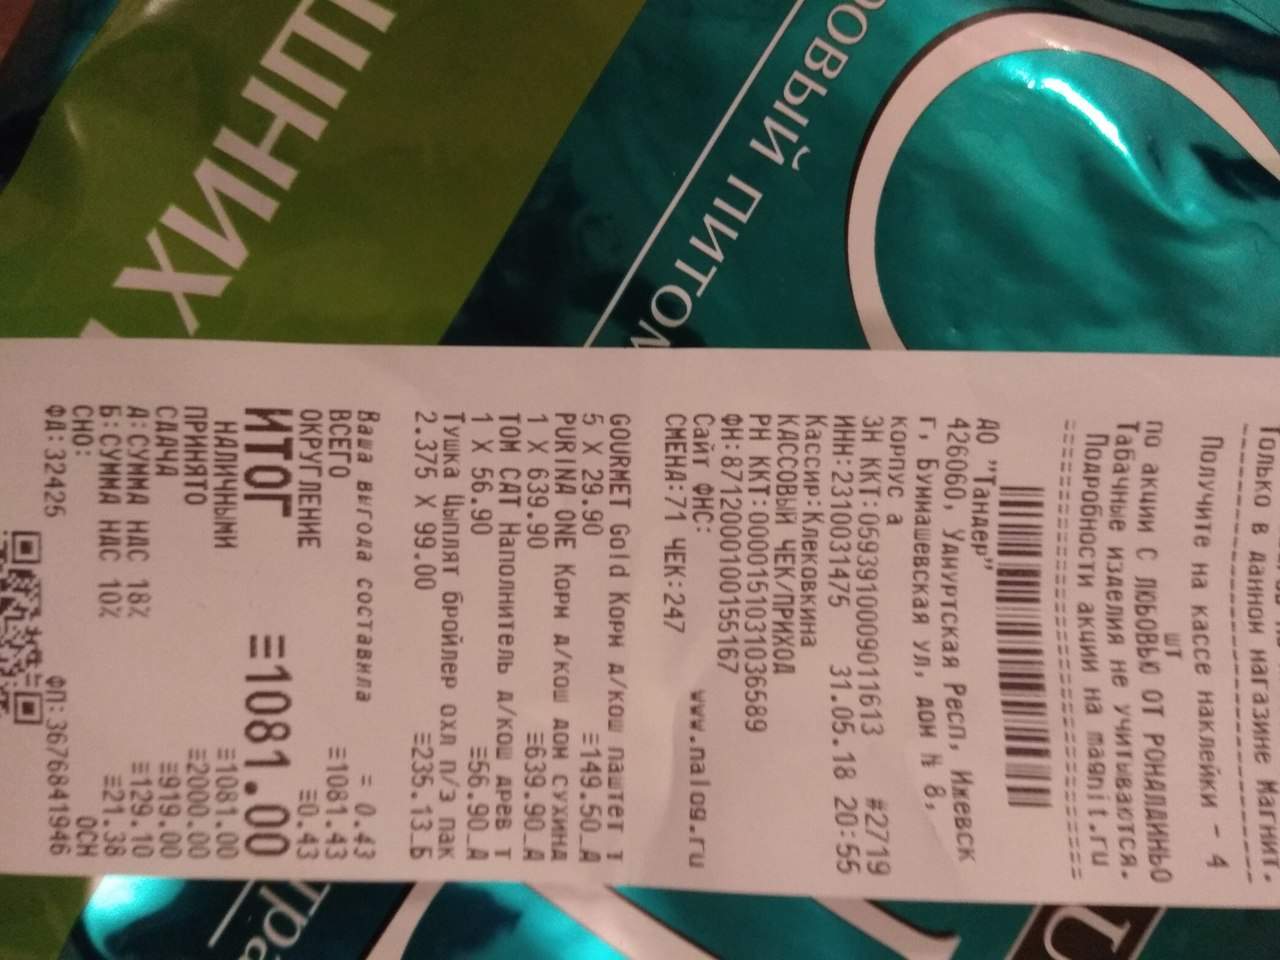 Только в данном магазине Магнит.
Получите на кассе наклейки - 4
шт
по акции С ЛЮБОВЬЮ ОТ РОНАЛДИНЬО
Табачные изделия не учитываются.
Подробности акции на magnit.ru
АО "Тандер"
426060, Удмуртская Респ, Ижевск
г, Буммашевская ул, дом N 8,
корпус а
ЗН ККТ:0593910009011613 #2719
ИНН:2310031475 31.05.18 20:55
Кассир:Клековкина
КАССОВЫЙ ЧЕК/ПРИХОД
РН ККТ:0000151031036589
ФН:8712000100155167
Сайт ФНС: www.nalog.ru
СМЕНА:71 ЧЕК:247
GOURMET Gold Корм д/кош паштет т
5 X 29.90 ≡149.50_А
PURINA ONE Корм д/кош дом сухинд
1 X 639.90 ≡639.90_А
ТОМ САТ Наполнитель д/кош древ т
1 X 56.90 ≡56.90_А
Тушка цыплят бройлер охл п/э пак
2.375 X 99.00 ≡235.13_Б
Ваша выгода составила = 0.43
ВСЕГО ≡1081.43
ОКРУГЛЕНИЕ ≡0.43
ИТОГ ≡1081.00
НАЛИЧНЫМИ ≡1081.00
ПРИНЯТО ≡2000.00
СДАЧА ≡919.00
А:СУММА НДС 18% ≡129.10
Б:СУММА НДС 10% ≡21.38
СНО: ОСН
ФД:32425 ФП:3676841946
ХИНШ
РОВЫЙ ПИТОМ
ТРА
U